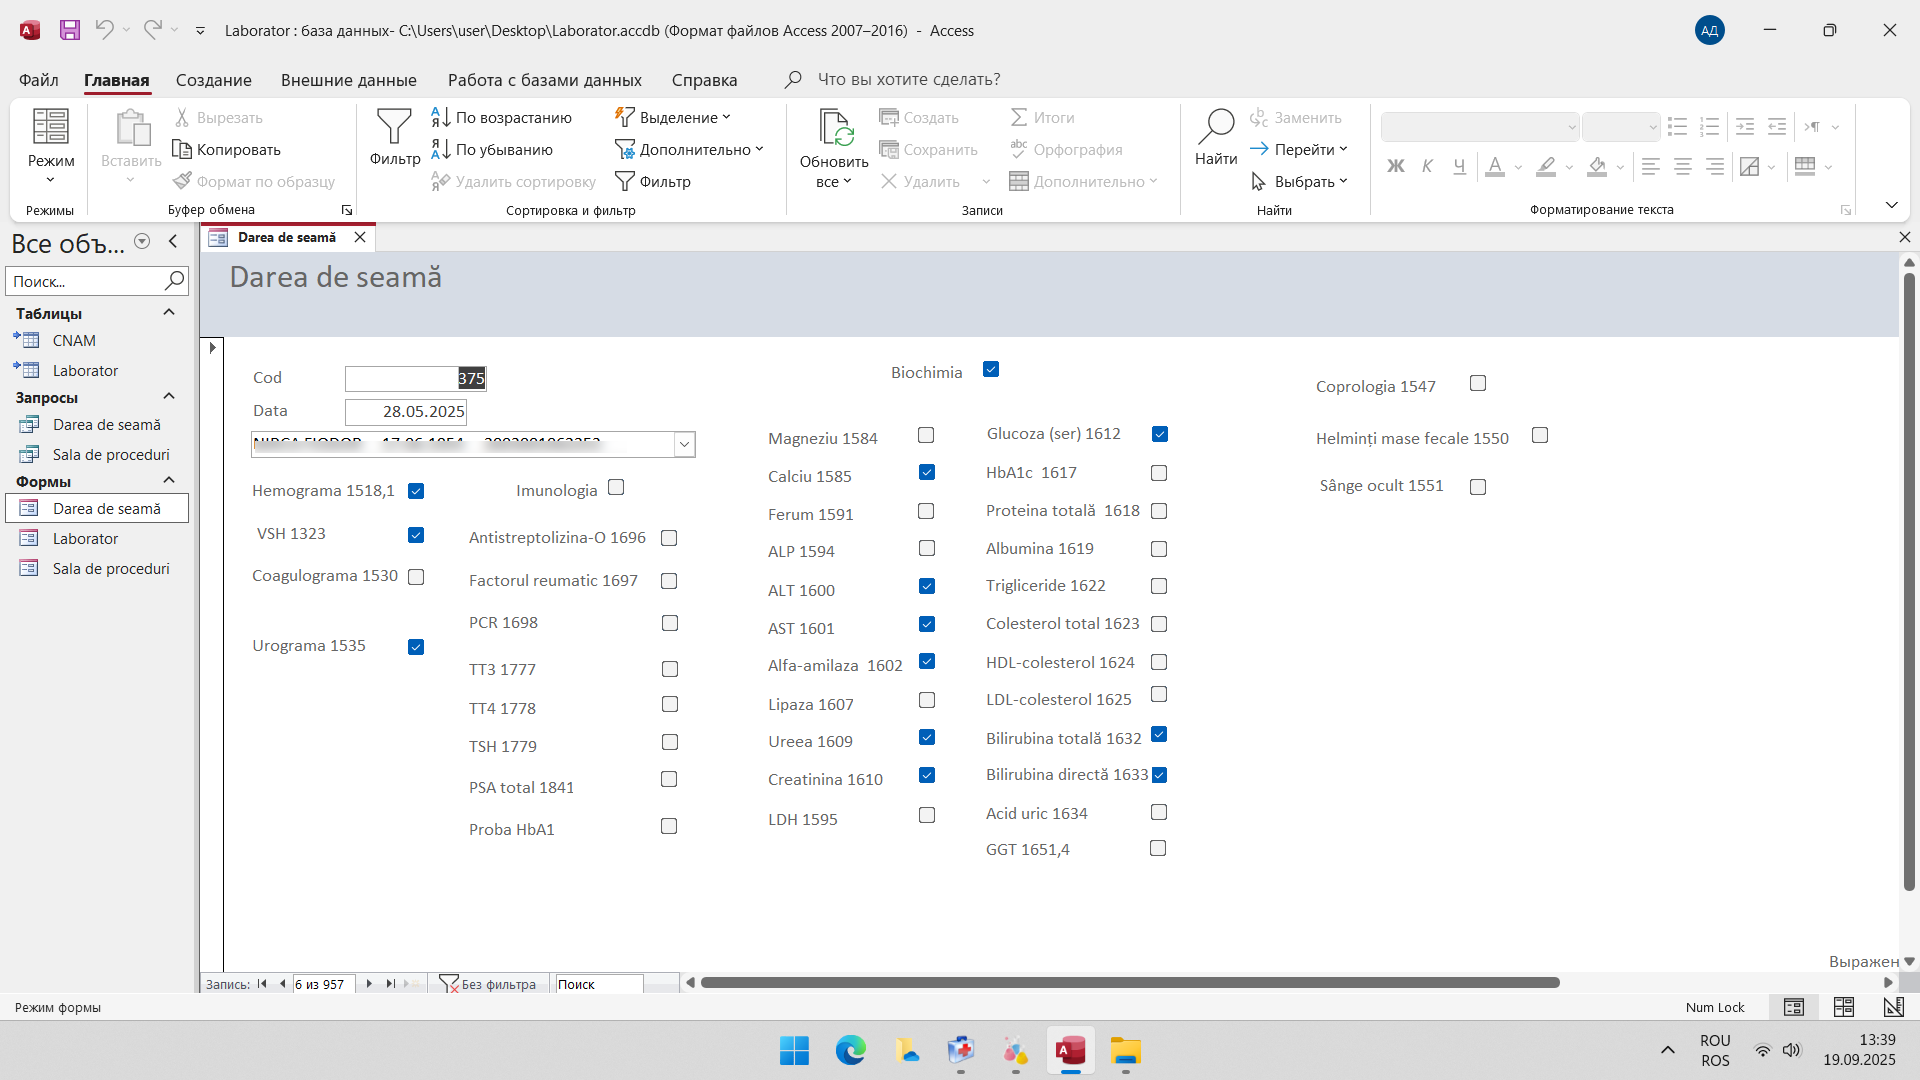 Laborator : база данных- C:\Users\user\Desktop\Laborator.accdb (Формат файлов Access 2007–2016) - Access
АД
Файл Главная Создание Внешние данные Работа с базами данных Справка Что вы хотите сделать?
Режим
Режимы
Вставить
Вырезать
Копировать
Формат по образцу
Буфер обмена
Фильтр
По возрастанию
По убыванию
Удалить сортировку
Выделение
Дополнительно
Фильтр
Сортировка и фильтр
Обновить
все
Создать
Сохранить
Удалить
Итоги
Орфография
Дополнительно
Записи
Найти
Заменить
Перейти
Выбрать
Найти
Ж К Ч
Форматирование текста
Все объ...
Поиск...
Таблицы
CNAM
Laborator
Запросы
Darea de seamă
Sala de proceduri
Формы
Darea de seamă
Laborator
Sala de proceduri
Darea de seamă
Darea de seamă
Cod 375
Data 28.05.2025
Hemograma 1518,1
VSH 1323
Coagulograma 1530
Urograma 1535
Imunologia
Antistreptolizina-O 1696
Factorul reumatic 1697
PCR 1698
TT3 1777
TT4 1778
TSH 1779
PSA total 1841
Proba HbA1
Biochimia
Magneziu 1584
Calciu 1585
Ferum 1591
ALP 1594
ALT 1600
AST 1601
Alfa-amilaza 1602
Lipaza 1607
Ureea 1609
Creatinina 1610
LDH 1595
Glucoza (ser) 1612
HbA1c 1617
Proteina totală 1618
Albumina 1619
Trigliceride 1622
Colesterol total 1623
HDL-colesterol 1624
LDL-colesterol 1625
Bilirubina totală 1632
Bilirubina directă 1633
Acid uric 1634
GGT 1651,4
Coprologia 1547
Helminți mase fecale 1550
Sânge ocult 1551
Выражен
Запись: 6 из 957 Без фильтра Поиск
Режим формы
Num Lock
ROU
ROS
13:39
19.09.2025